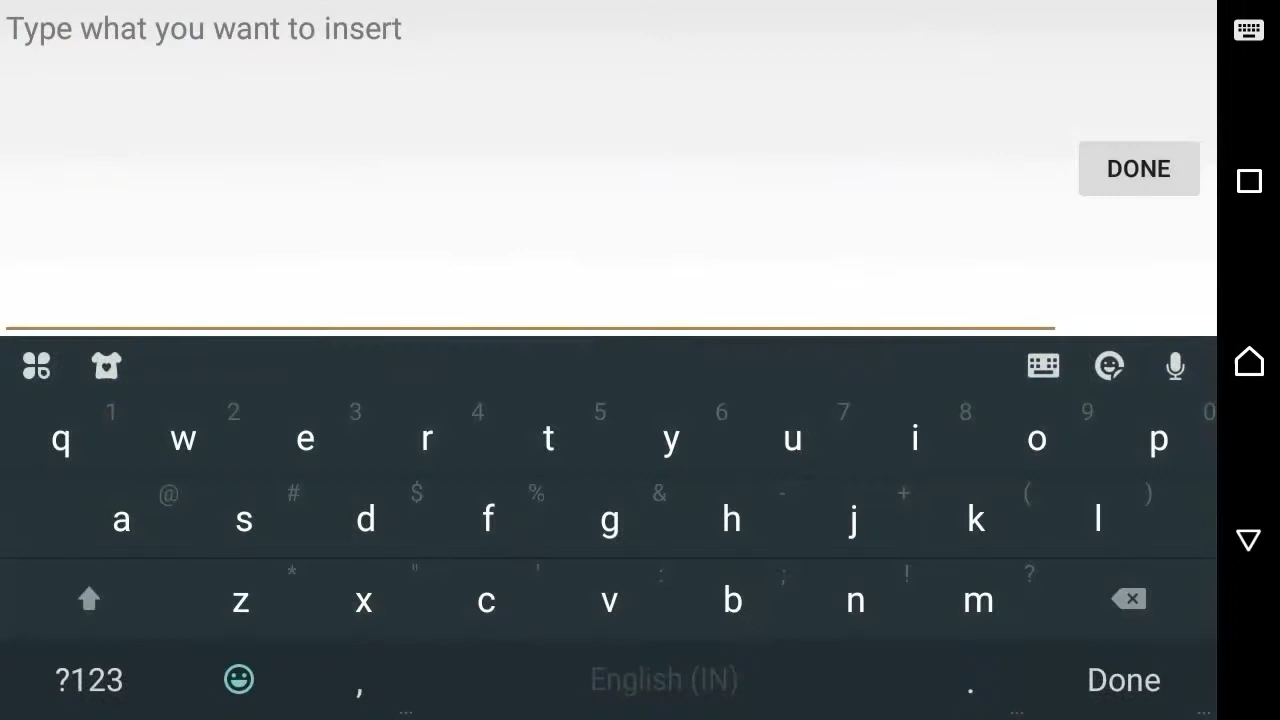 Type what you want to insert
DONE
1 2 3 4 5 6 7 8 9 0
q w e r t y u i o p
@ # $ % & - + ( )
a s d f g h j k l
* " ' : ; ! ?
z x c v b n m
?123 , English (IN) . Done
... ... ...